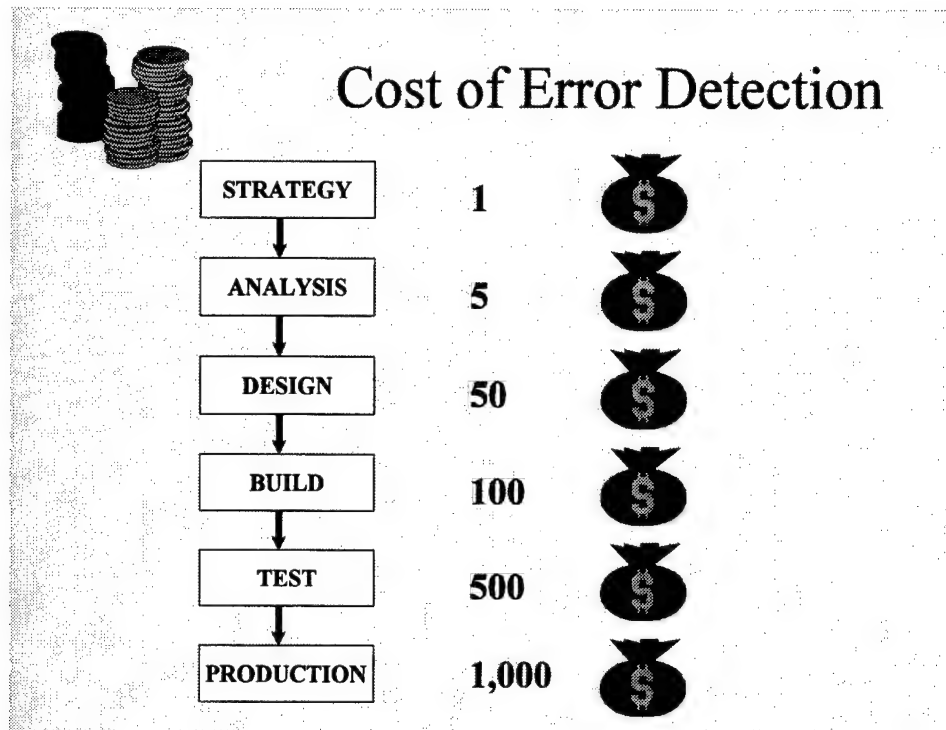 Cost of Error Detection
STRATEGY 1 $
ANALYSIS 5 $
DESIGN 50 $
BUILD 100 $
TEST 500 $
PRODUCTION 1,000 $